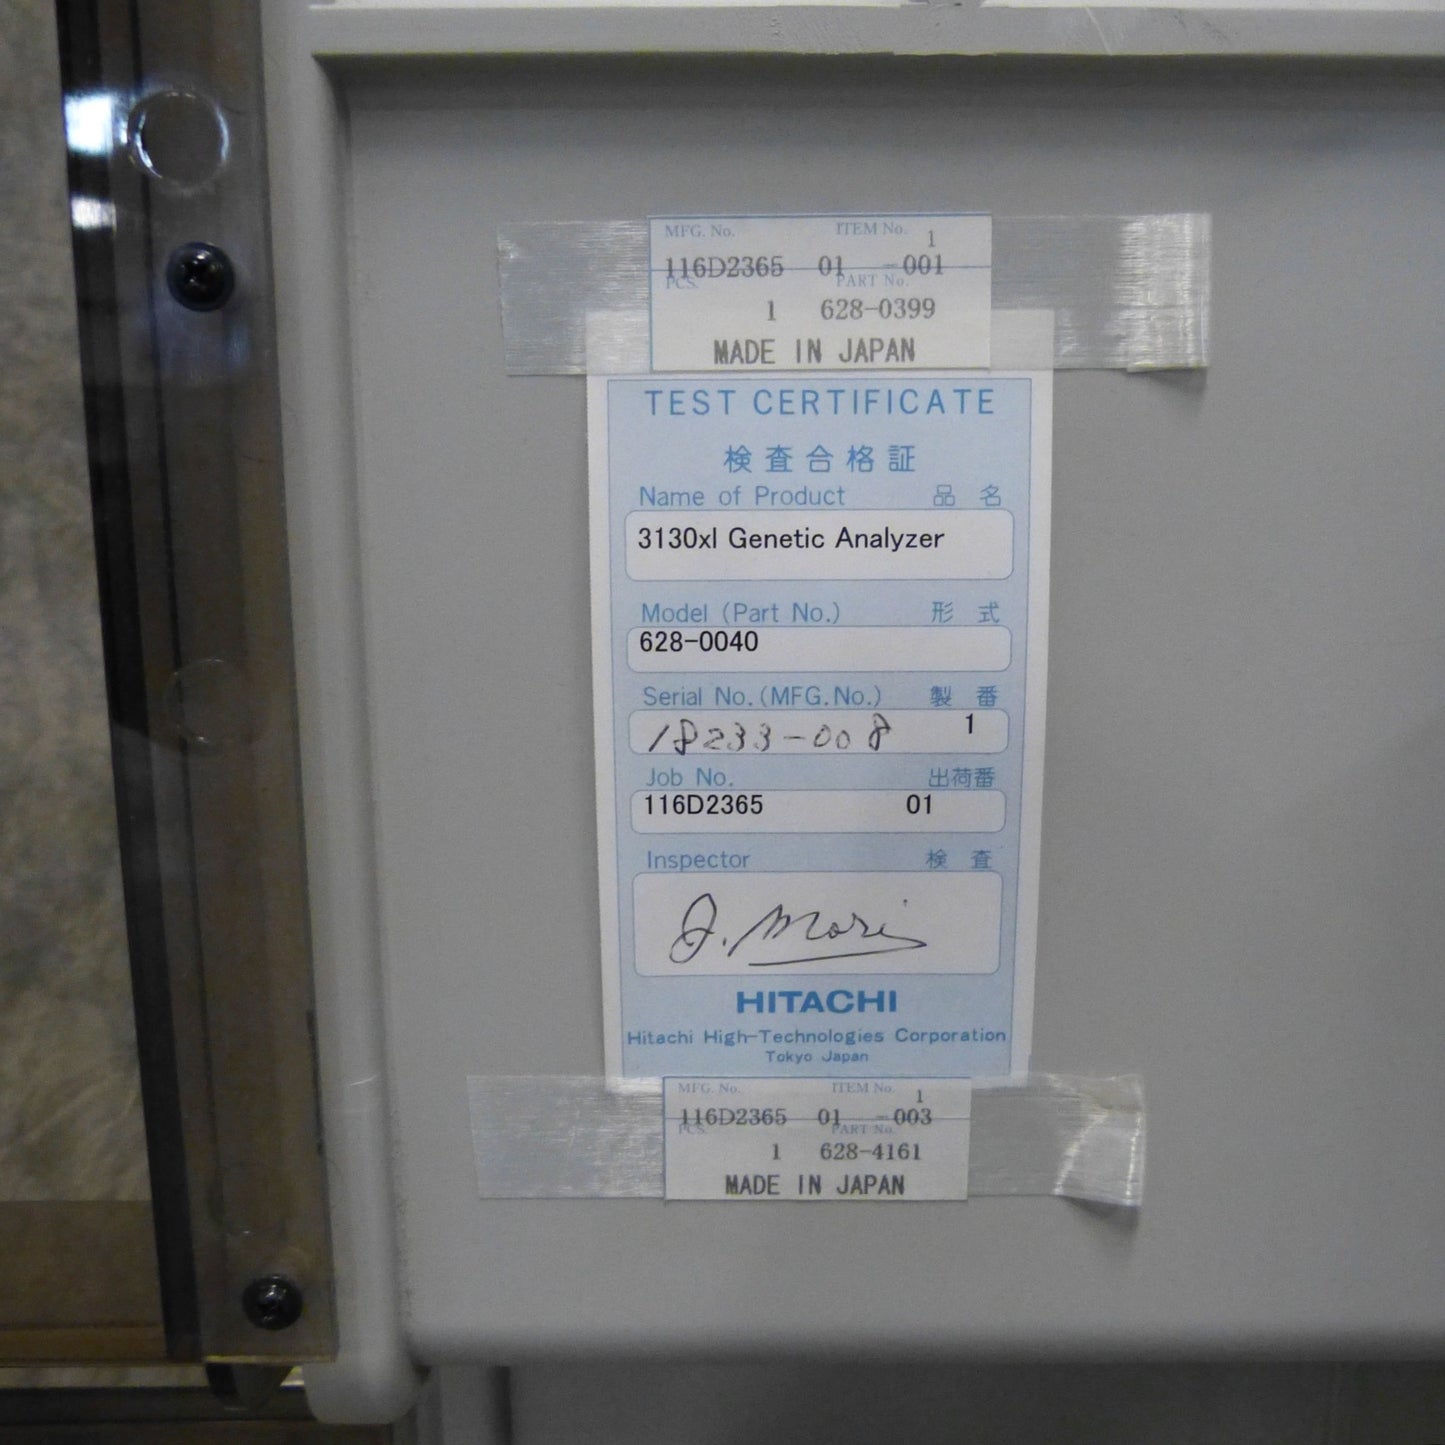 MFG. No. ITEM No. 1
116D2365 01 -001
PCS. PART No.
1 628-0399
MADE IN JAPAN
TEST CERTIFICATE
検査合格証
Name of Product 品 名
3130xl Genetic Analyzer
Model (Part No.) 形 式
628-0040
Serial No.(MFG.No.) 製 番
18233-008 1
Job No. 出荷番
116D2365 01
Inspector 検 査
J. Mori
HITACHI
Hitachi High-Technologies Corporation
Tokyo Japan
MFG. No. ITEM No. 1
116D2365 01 -003
PCS. PART No.
1 628-4161
MADE IN JAPAN